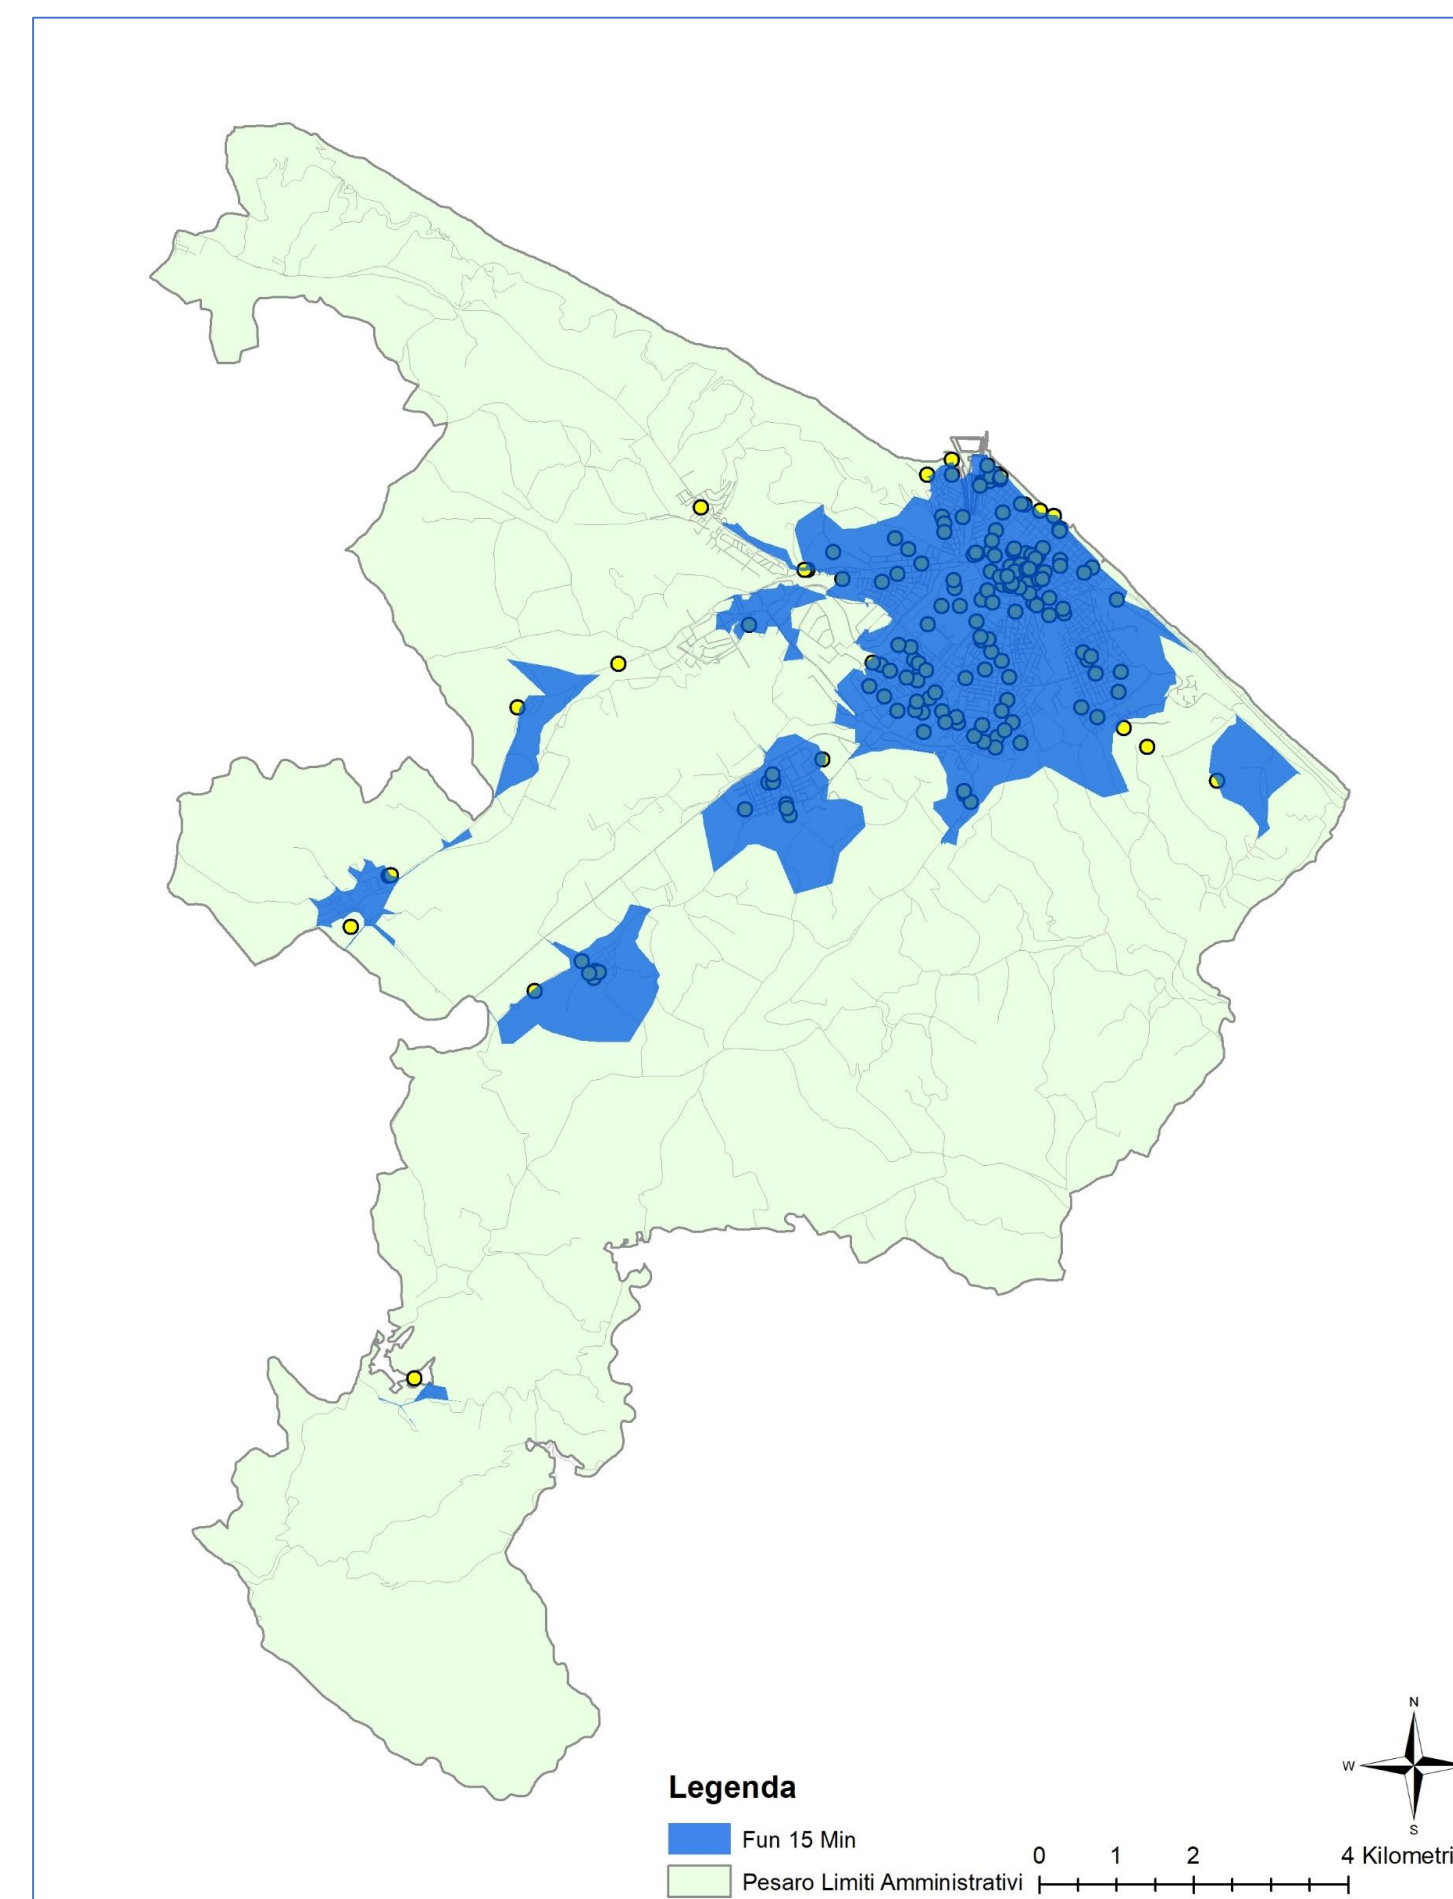 N
W
S
Legenda
Fun 15 Min
Pesaro Limiti Amministrativi
0 1 2 4 Kilometri